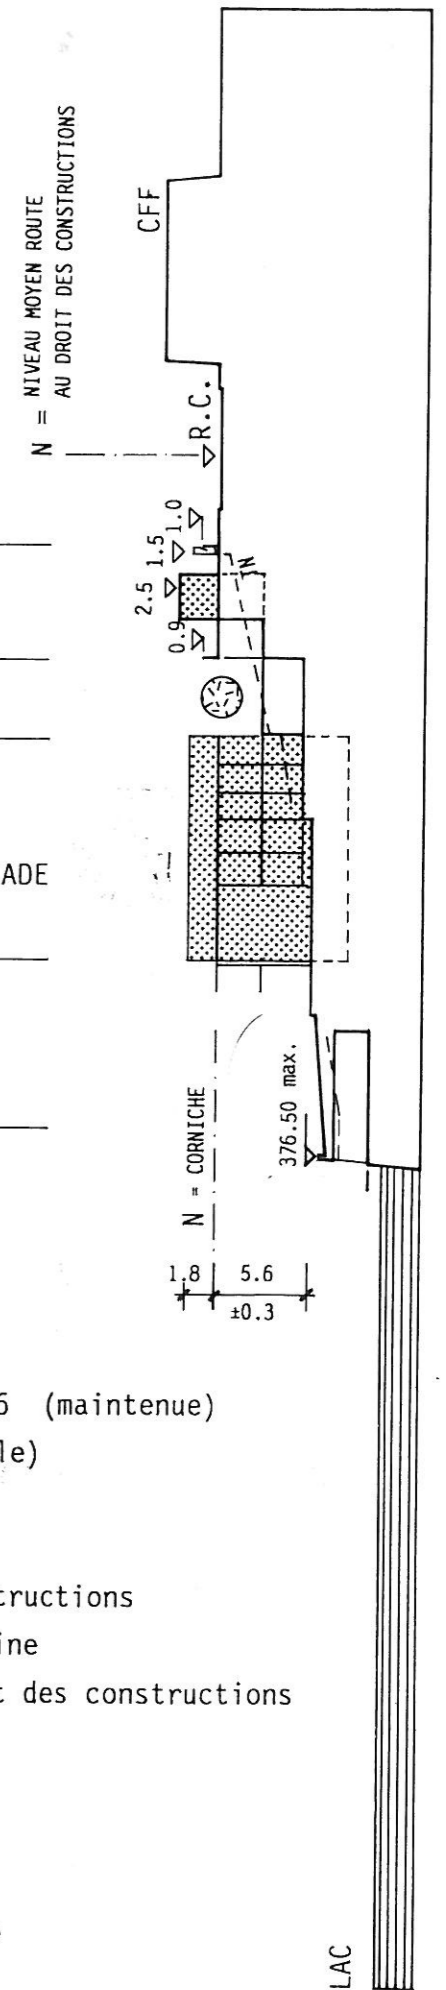 N = NIVEAU MOYEN ROUTE
AU DROIT DES CONSTRUCTIONS
CFF
R.C.
1.0
1.5
2.5
0.9
TN
ADE
N = CORNICHE
376.50 max.
1.8 5.6
±0.3
(maintenue)
le)
tructions
ine
t des constructions
LAC